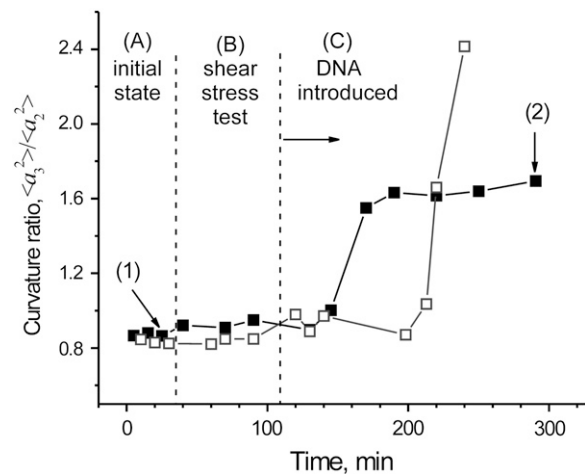 (A)
initial
state
(B)
shear
stress
test
(C)
DNA
introduced
(1)
(2)
2.4
2.0
1.6
1.2
0.8
Curvature ratio, <a₃²>/<a₂²>
0 100 200 300
Time, min